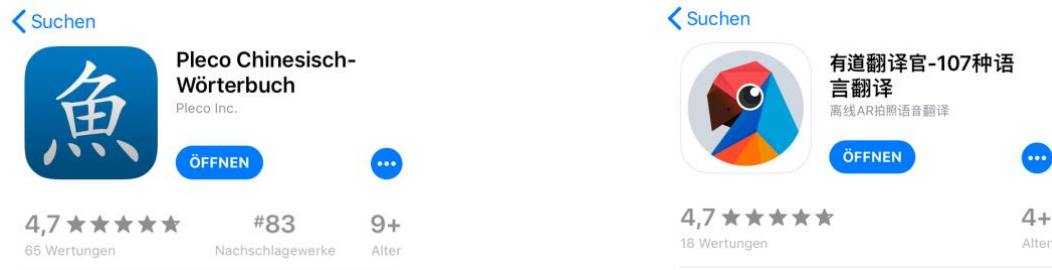 Suchen
魚
Pleco Chinesisch-
Wörterbuch
Pleco Inc.
ÖFFNEN
4,7
#83
9+
65 Wertungen
Nachschlagewerke
Alter
Suchen
有道翻译官-107种语
言翻译
离线AR拍照语音翻译
ÖFFNEN
4,7
4+
18 Wertungen
Alter